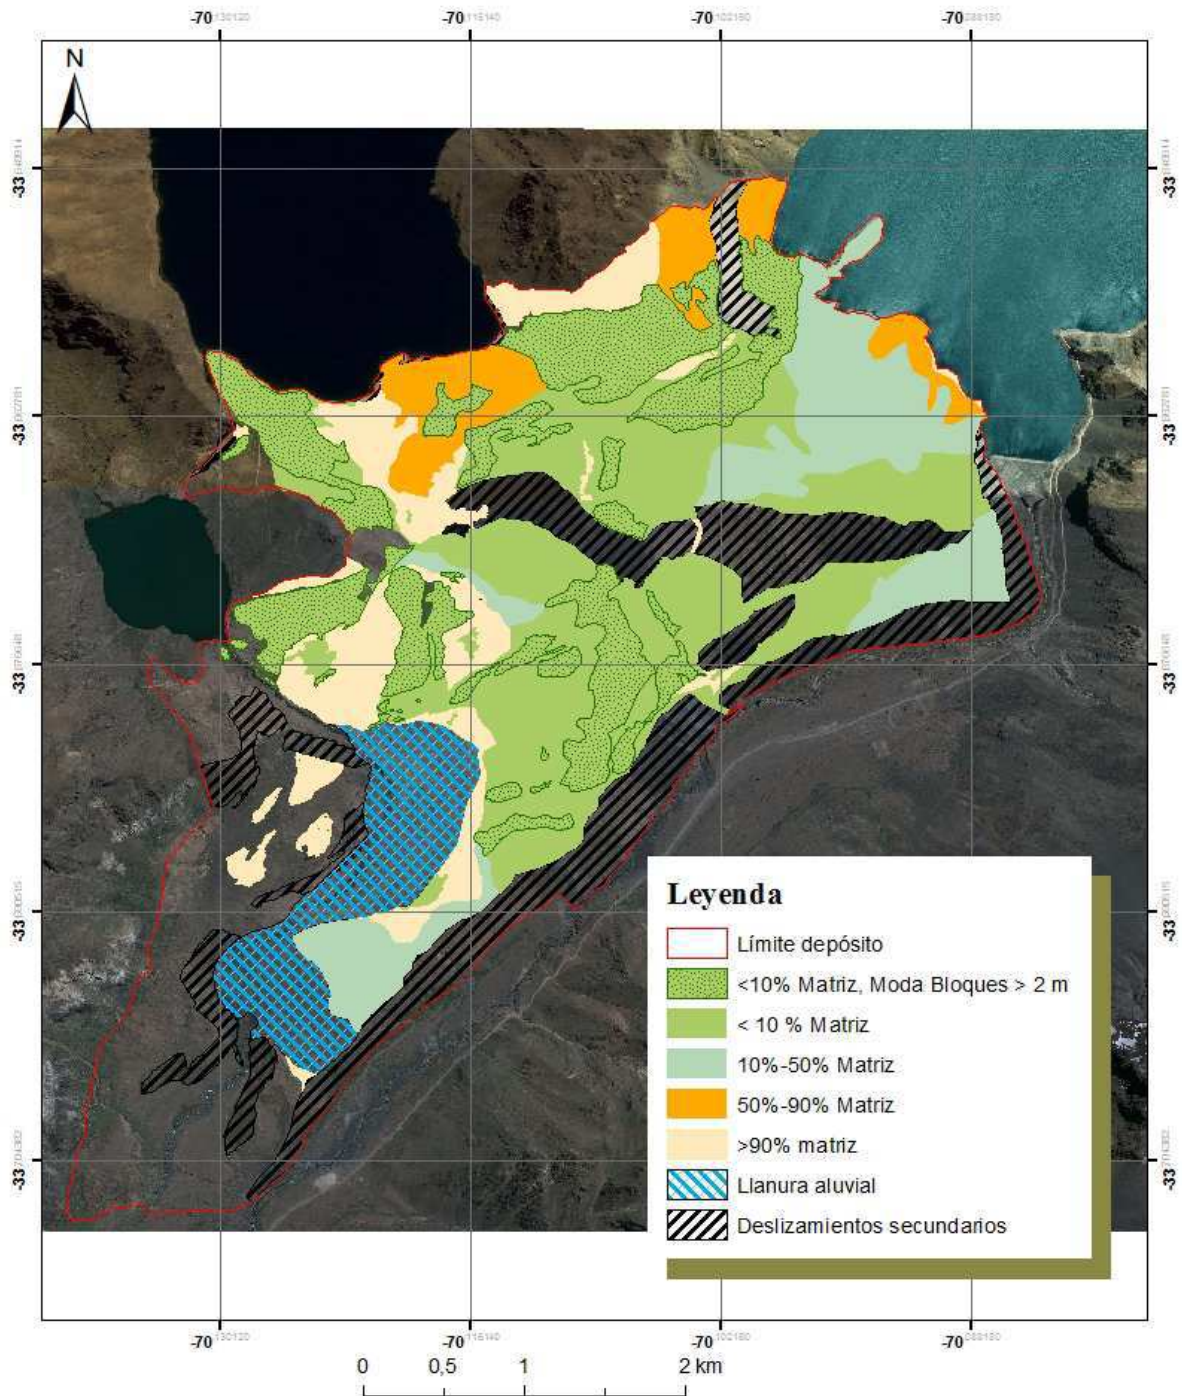 -70 -70 -70 -70
N
-33 -33
-33 -33
-33 -33
-33 -33
-33 -33
Leyenda
Límite depósito
<10% Matriz, Moda Bloques > 2 m
< 10 % Matriz
10%-50% Matriz
50%-90% Matriz
>90% matriz
Llanura aluvial
Deslizamientos secundarios
-70 -70 -70 -70
0 0,5 1 2 km